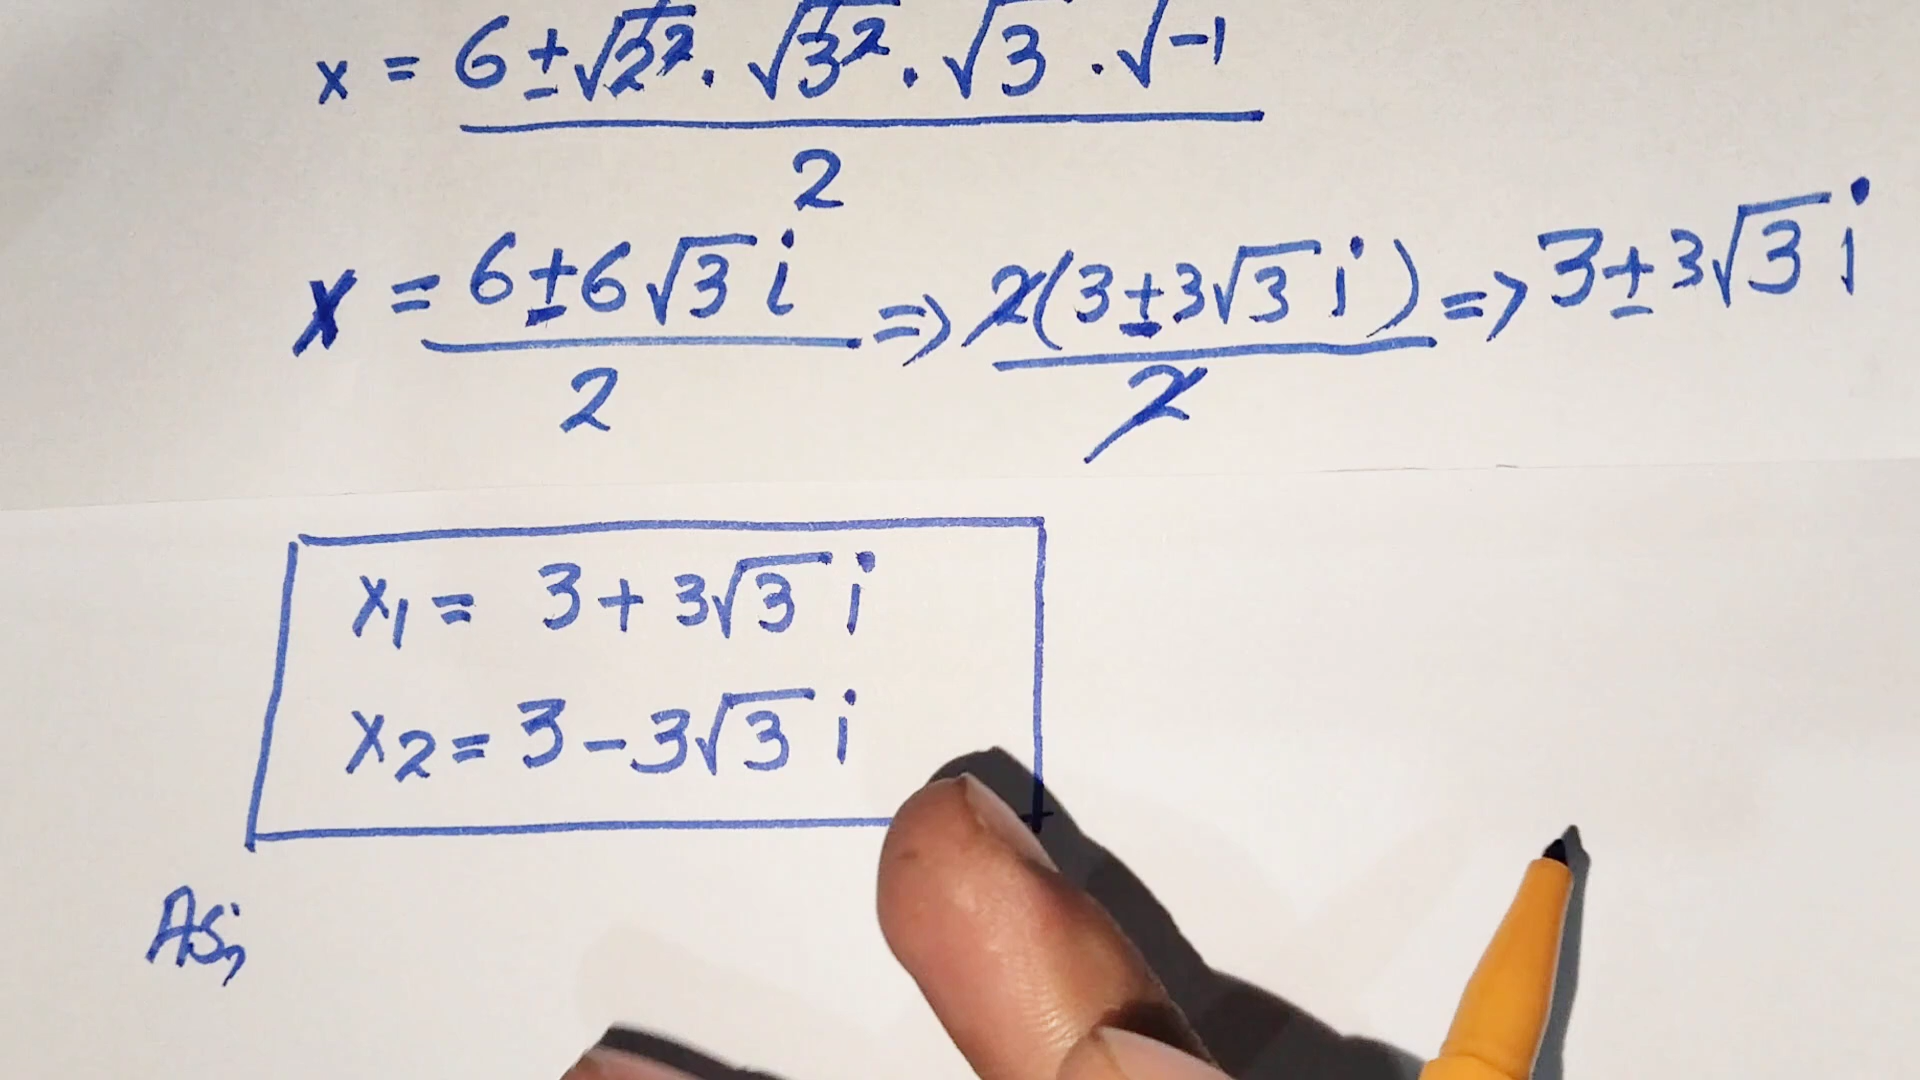 x = 6 ± √2² . √3² . √3 . √-1
2
x = 6 ± 6√3 i => 2(3 ± 3√3 i) => 3 ± 3√3 i
2 2
x₁ = 3 + 3√3 i
x₂ = 3 - 3√3 i
As,